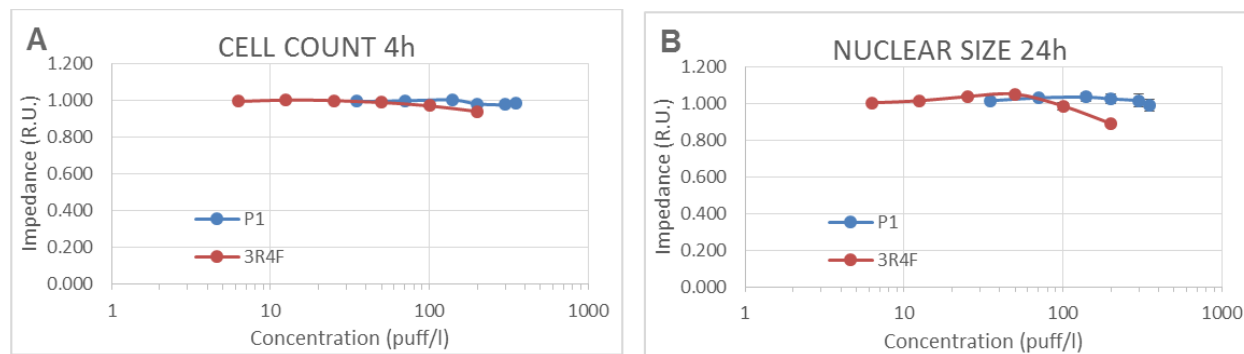 A
CELL COUNT 4h
Impedance (R.U.)
1.200
1.000
0.800
0.600
0.400
0.200
0.000
P1
3R4F
1 10 100 1000
Concentration (puff/l)
B
NUCLEAR SIZE 24h
Impedance (R.U.)
1.200
1.000
0.800
0.600
0.400
0.200
0.000
P1
3R4F
1 10 100 1000
Concentration (puff/l)